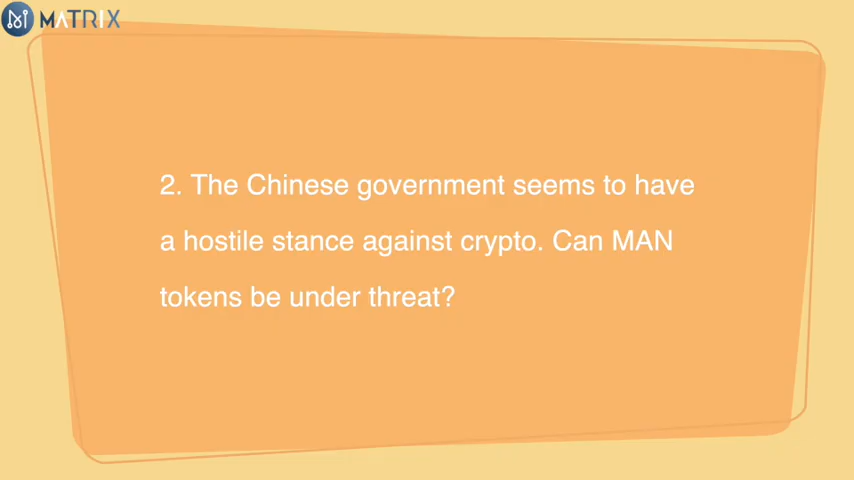 MATRIX
2. The Chinese government seems to have
a hostile stance against crypto. Can MAN
tokens be under threat?